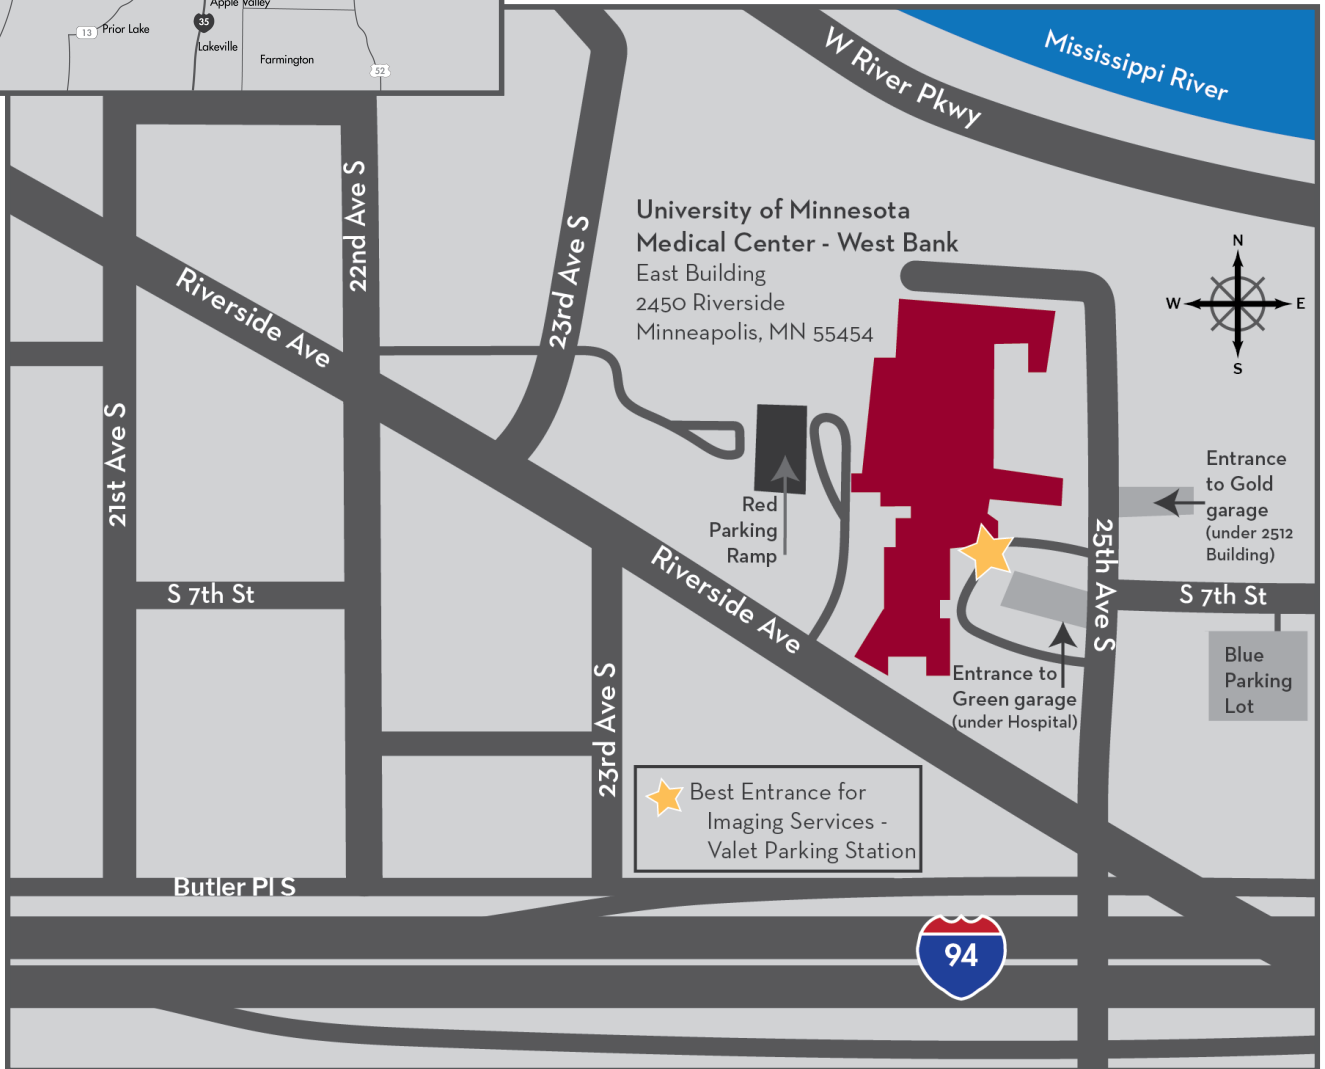 Apple Valley
35
13
Prior Lake
Lakeville
Farmington
52
W River Pkwy
Mississippi River
University of Minnesota
Medical Center - West Bank
East Building
2450 Riverside
Minneapolis, MN 55454
N
W
E
S
22nd Ave S
23rd Ave S
Riverside Ave
21st Ave S
Entrance
to Gold
garage
(under 2512
Building)
Red
Parking
Ramp
25th Ave S
Riverside Ave
S 7th St
S 7th St
Blue
Parking
Lot
Entrance to
Green garage
(under Hospital)
23rd Ave S
Best Entrance for
Imaging Services -
Valet Parking Station
Butler Pl S
94